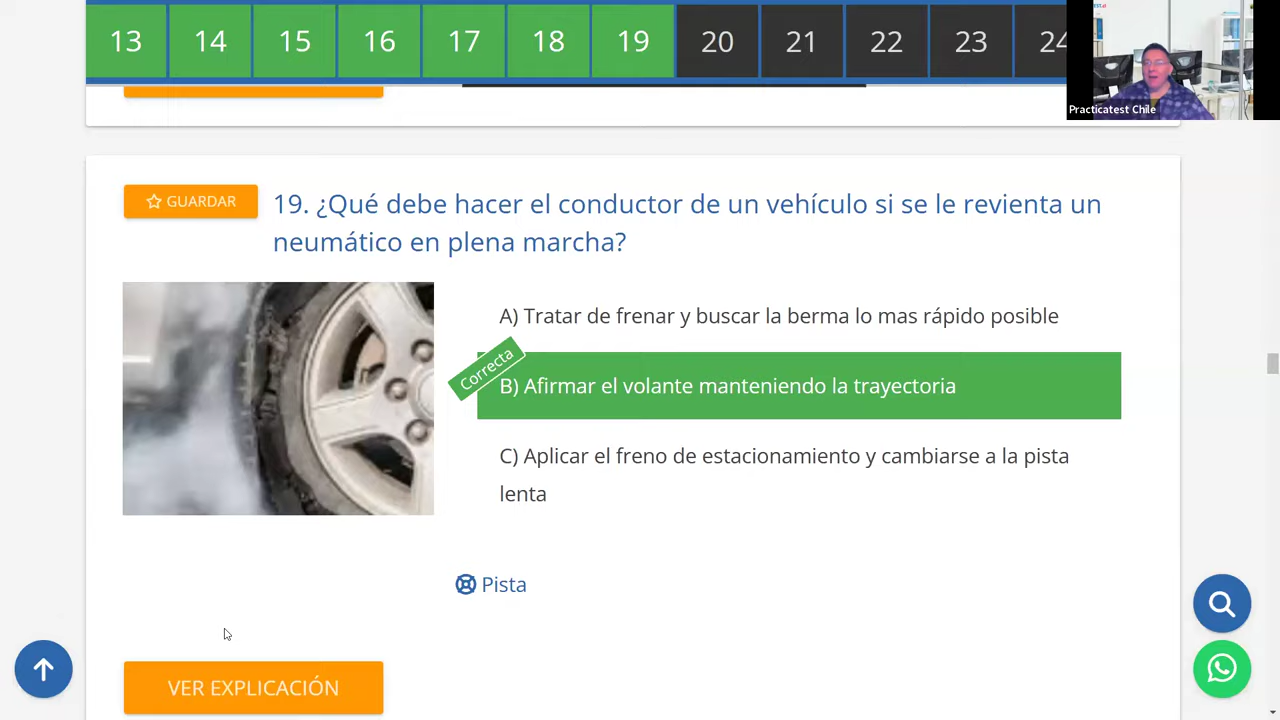 13 14 15 16 17 18 19 20 21 22 23 24
Practicatest Chile
GUARDAR
19. ¿Qué debe hacer el conductor de un vehículo si se le revienta un
neumático en plena marcha?
A) Tratar de frenar y buscar la berma lo mas rápido posible
Correcta
B) Afirmar el volante manteniendo la trayectoria
C) Aplicar el freno de estacionamiento y cambiarse a la pista
lenta
Pista
VER EXPLICACIÓN